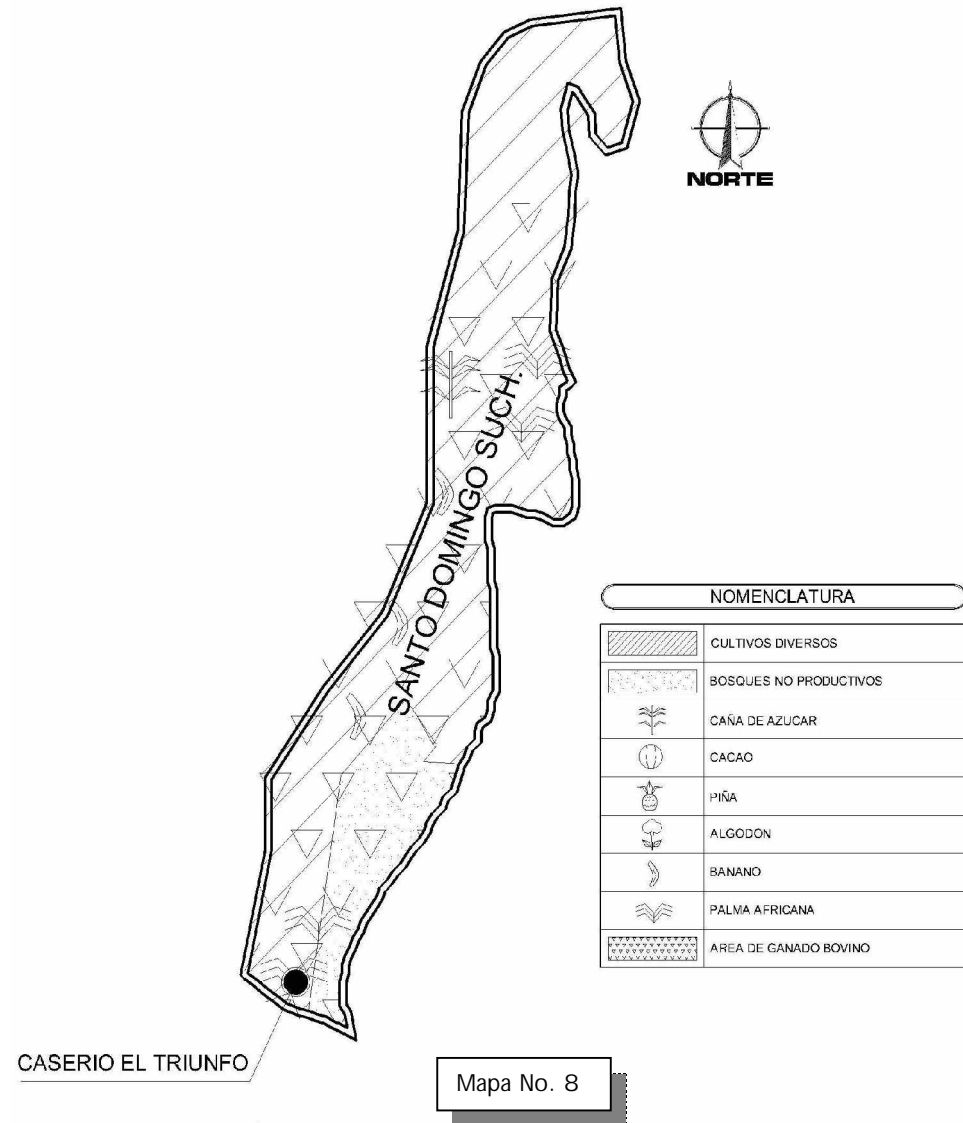 NORTE
SANTO DOMINGO SUCH.
NOMENCLATURA
CULTIVOS DIVERSOS
BOSQUES NO PRODUCTIVOS
CAÑA DE AZUCAR
CACAO
PIÑA
ALGODON
BANANO
PALMA AFRICANA
AREA DE GANADO BOVINO
CASERIO EL TRIUNFO
Mapa No. 8